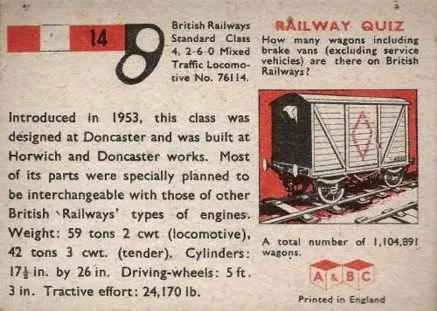 14
British Railways
Standard Class
4, 2-6-0 Mixed
Traffic Locomo-
tive No. 76114.
Introduced in 1953, this class was
designed at Doncaster and was built at
Horwich and Doncaster works. Most
of its parts were specially planned to
be interchangeable with those of other
British Railways' types of engines.
Weight: 59 tons 2 cwt (locomotive),
42 tons 3 cwt. (tender). Cylinders:
17½ in. by 26 in. Driving-wheels: 5 ft.
3 in. Tractive effort: 24,170 lb.
RAILWAY QUIZ
How many wagons including
brake vans (excluding service
vehicles) are there on British
Railways?
A total number of 1,104,891
wagons.
A & B C
Printed in England